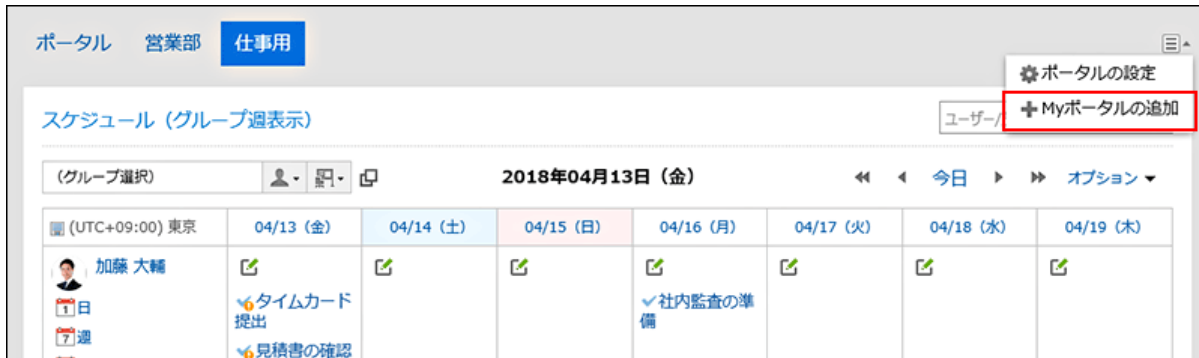 ポータル 営業部 仕事用
ポータルの設定
Myポータルの追加
スケジュール（グループ週表示）
ユーザー/
(グループ選択)
2018年04月13日（金）
今日
オプション
(UTC+09:00) 東京
04/13（金）
04/14（土）
04/15（日）
04/16（月）
04/17（火）
04/18（水）
04/19（木）
加藤 大輔
1日
7週
タイムカード
提出
見積書の確認
社内監査の準
備